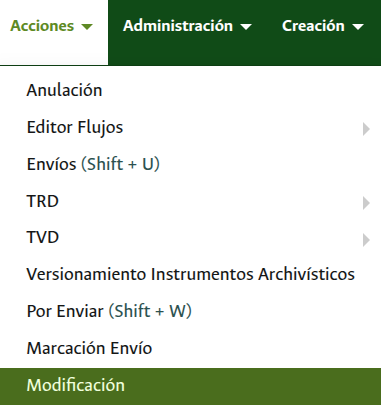 Acciones Administración Creación
Anulación
Editor Flujos
Envíos (Shift + U)
TRD
TVD
Versionamiento Instrumentos Archivísticos
Por Enviar (Shift + W)
Marcación Envío
Modificación